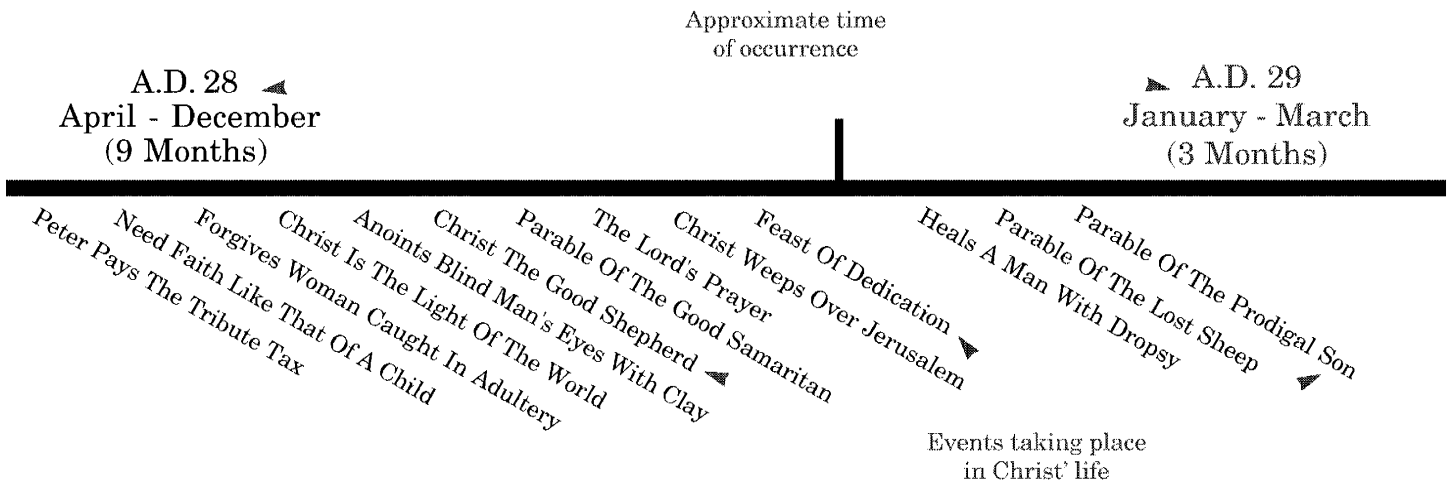 Approximate time
of occurrence
A.D. 28
April - December
(9 Months)
A.D. 29
January - March
(3 Months)
Peter Pays The Tribute Tax
Need Faith Like That Of A Child
Forgives Woman Caught In Adultery
Christ Is The Light Of The World
Anoints Blind Man's Eyes With Clay
Christ The Good Shepherd
Parable Of The Good Samaritan
The Lord's Prayer
Christ Weeps Over Jerusalem
Feast Of Dedication
Heals A Man With Dropsy
Parable Of The Lost Sheep
Parable Of The Prodigal Son
Events taking place
in Christ' life